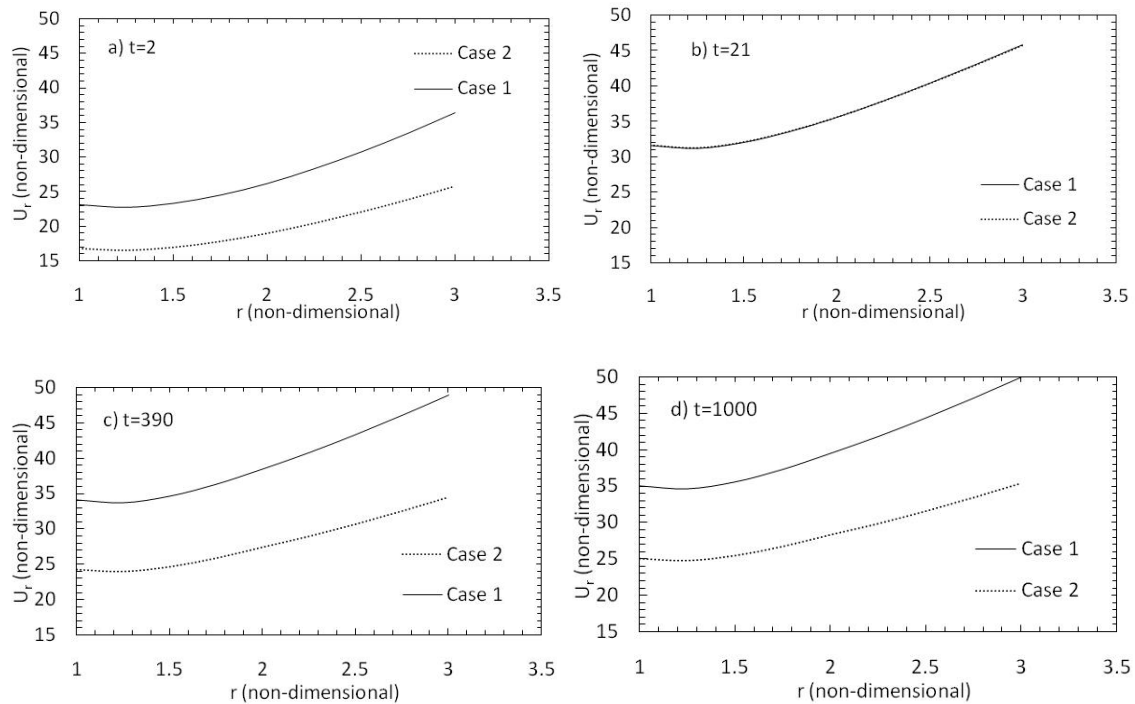 a) t=2
Case 2
Case 1
50
45
40
35
30
25
20
15
U_r (non-dimensional)
1 1.5 2 2.5 3 3.5
r (non-dimensional)
b) t=21
Case 1
Case 2
50
45
40
35
30
25
20
15
U_r (non-dimensional)
1 1.5 2 2.5 3 3.5
r (non-dimensional)
c) t=390
Case 2
Case 1
50
45
40
35
30
25
20
15
U_r (non-dimensional)
1 1.5 2 2.5 3 3.5
r (non-dimensional)
d) t=1000
Case 1
Case 2
50
45
40
35
30
25
20
15
U_r (non-dimensional)
1 1.5 2 2.5 3 3.5
r (non-dimensional)